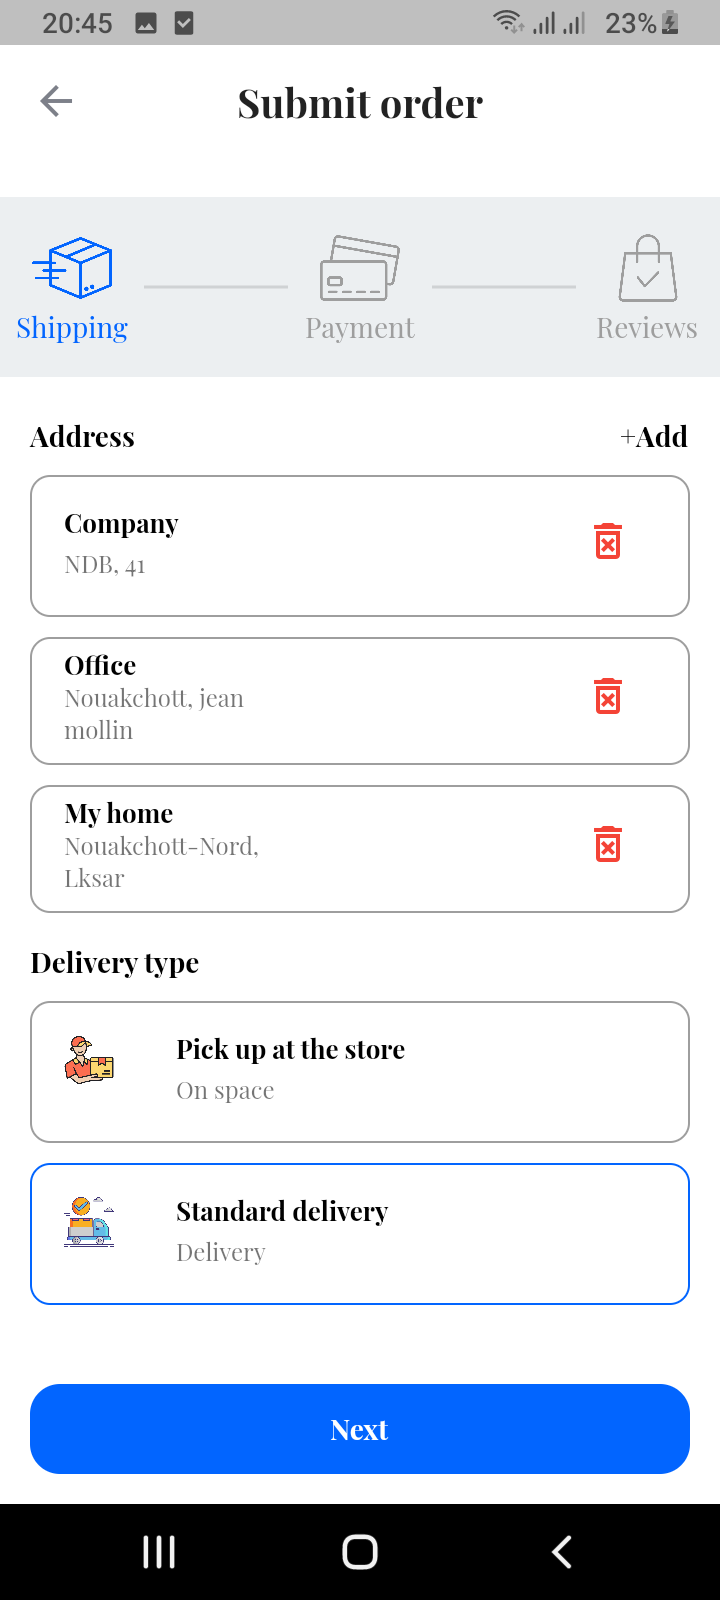 20:45
23%
Submit order
Shipping
Payment
Reviews
Address
+Add
Company
NDB, 41
Office
Nouakchott, jean
mollin
My home
Nouakchott-Nord,
Lksar
Delivery type
Pick up at the store
On space
Standard delivery
Delivery
Next